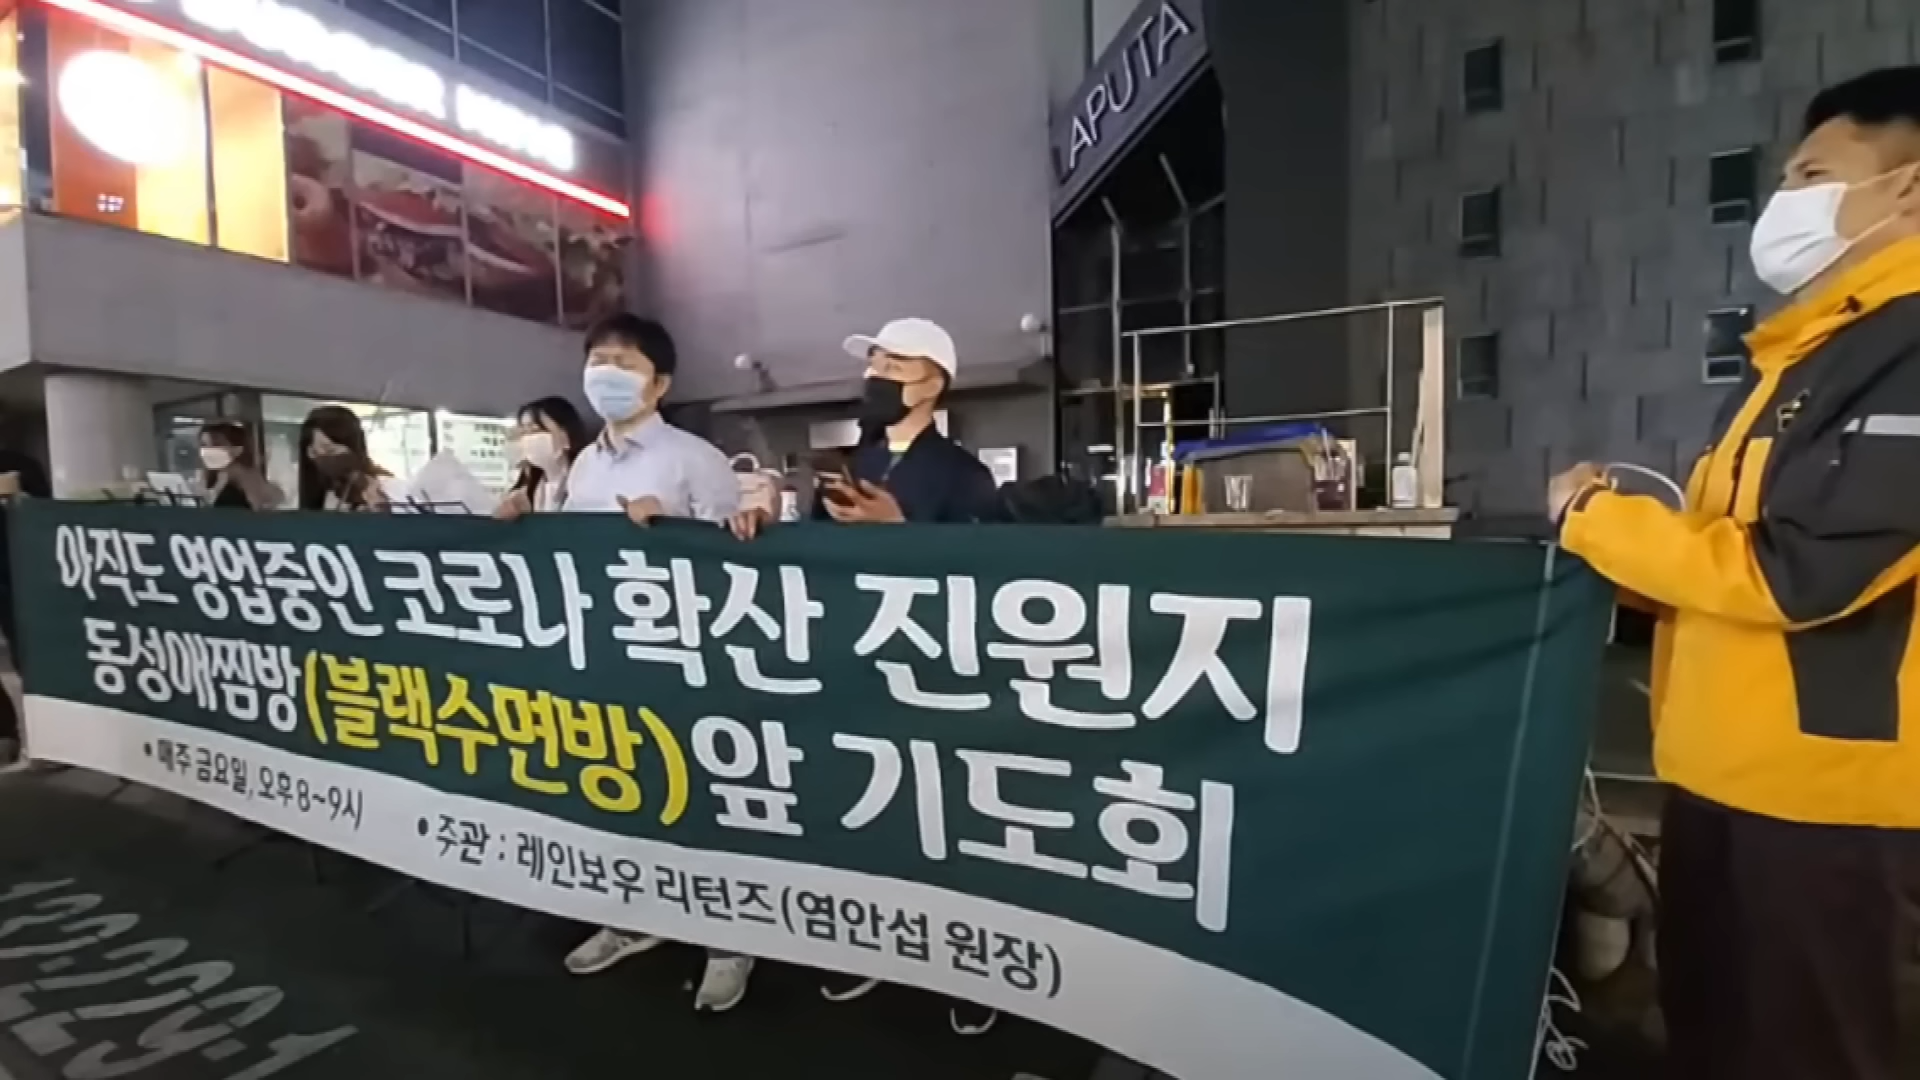 LAPUTA
아직도 영업중인 코로나 확산 진원지
동성애찜방(블랙수면방)앞 기도회
• 매주 금요일, 오후 8~9시 • 주관 : 레인보우 리턴즈(염안섭 원장)